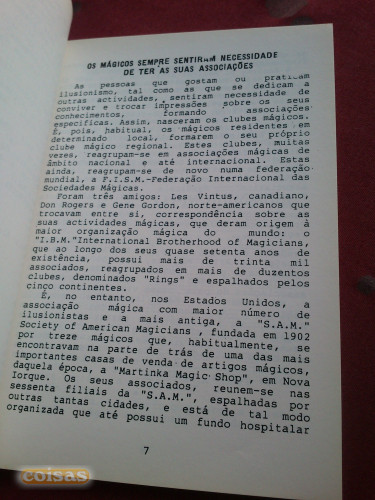 OS MÁGICOS SEMPRE SENTIRAM NECESSIDADE
DE TER AS SUAS ASSOCIAÇÕES
As pessoas que gostam ou praticam
ilusionismo, tal como as que se dedicam a
outras actividades, sentiram necessidade de
conviver e trocar impressões sobre os seus
conhecimentos, formando associações
específicas. Assim, nasceram os clubes mágicos.
É, pois, habitual, os mágicos residentes em
determinado local, formarem o seu próprio
clube mágico regional. Estes clubes, muitas
vezes, reagrupam-se em associações mágicas de
âmbito nacional e até internacional. Estas
ainda, reagrupam-se de novo numa federação
mundial, a F.I.S.M.-Federação Internacional das
Sociedades Mágicas.
Foram três amigos: Les Vintus, canadiano,
Don Rogers e Gene Gordon, norte-americanos que
trocavam entre si, correspondência sobre as
suas actividades mágicas, que deram origem à
maior organização mágica do mundo: o
"I.B.M."International Brotherhood of Magicians,
que ao longo dos seus quase setenta anos de
existência, possui mais de trinta mil
associados, reagrupados em mais de duzentos
clubes, denominados "Rings" e espalhados pelos
cinco continentes.
É, no entanto, nos Estados Unidos, a
associação mágica com maior número de
ilusionistas e a mais antiga, a "S.A.M."
Society of American Magicians , fundada em 1902
por treze mágicos que, habitualmente, se
encontravam na parte de trás de uma das mais
importantes casas de venda de artigos mágicos,
daquela época, a "Martinka Magic Shop", em Nova
Iorque. Os seus associados, reunem-se nas
sessenta filiais da "S.A.M.", espalhadas por
outras tantas cidades, e está de tal modo
organizada que até possui um fundo hospitalar
7
coisas